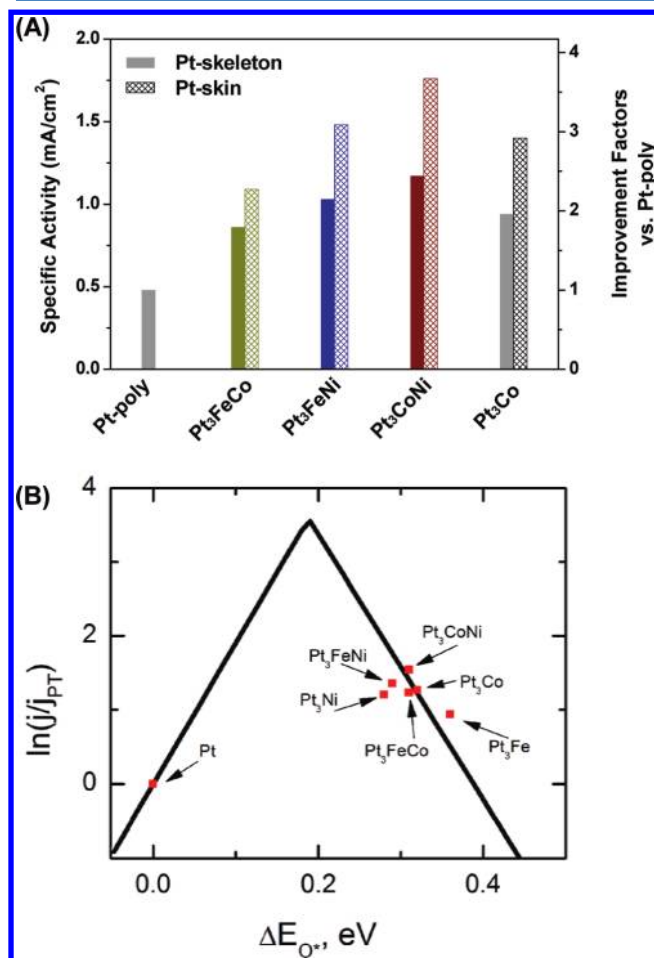 (A)
2.0
1.5
1.0
0.5
0.0
Specific Activity (mA/cm²)
Pt-skeleton
Pt-skin
4
3
2
1
0
Improvement Factors
vs. Pt-poly
Pt-poly
Pt₃FeCo
Pt₃FeNi
Pt₃CoNi
Pt₃Co
(B)
4
2
0
ln(j/j_PT)
Pt₃CoNi
Pt₃FeNi
Pt₃Co
Pt₃Ni
Pt₃FeCo
Pt₃Fe
Pt
0.0
0.2
0.4
ΔE_O*, eV